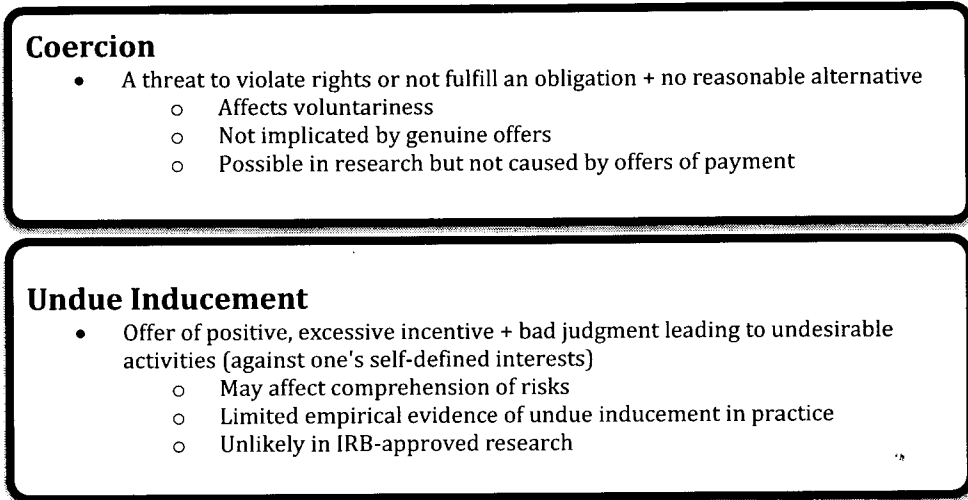 Coercion
• A threat to violate rights or not fulfill an obligation + no reasonable alternative
o Affects voluntariness
o Not implicated by genuine offers
o Possible in research but not caused by offers of payment
Undue Inducement
• Offer of positive, excessive incentive + bad judgment leading to undesirable
activities (against one's self-defined interests)
o May affect comprehension of risks
o Limited empirical evidence of undue inducement in practice
o Unlikely in IRB-approved research